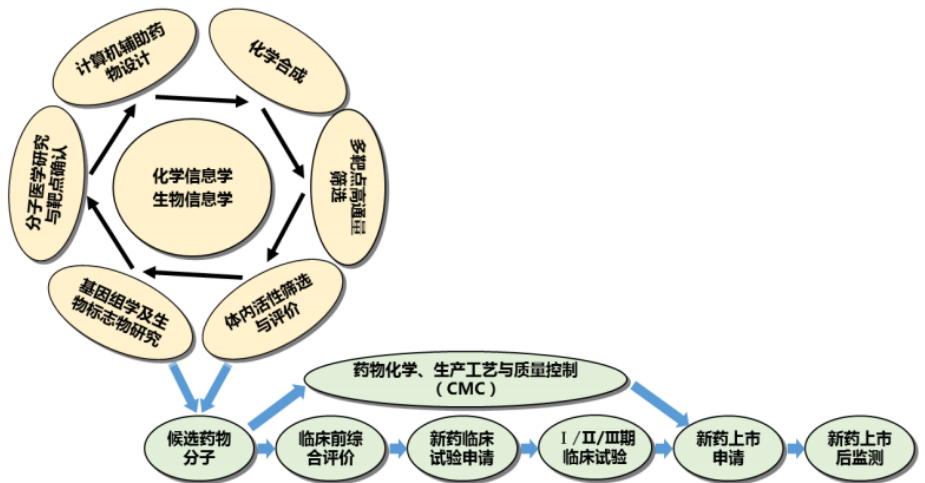 计算机辅助药
物设计
化学合成
多靶点高通量
筛选
体内活性筛选
与评价
基因组学及生
物标志物研究
分子医学研究
与靶点确认
化学信息学
生物信息学
药物化学、生产工艺与质量控制
（CMC）
候选药物
分子
临床前综
合评价
新药临床
试验申请
Ⅰ/Ⅱ/Ⅲ期
临床试验
新药上市
申请
新药上市
后监测